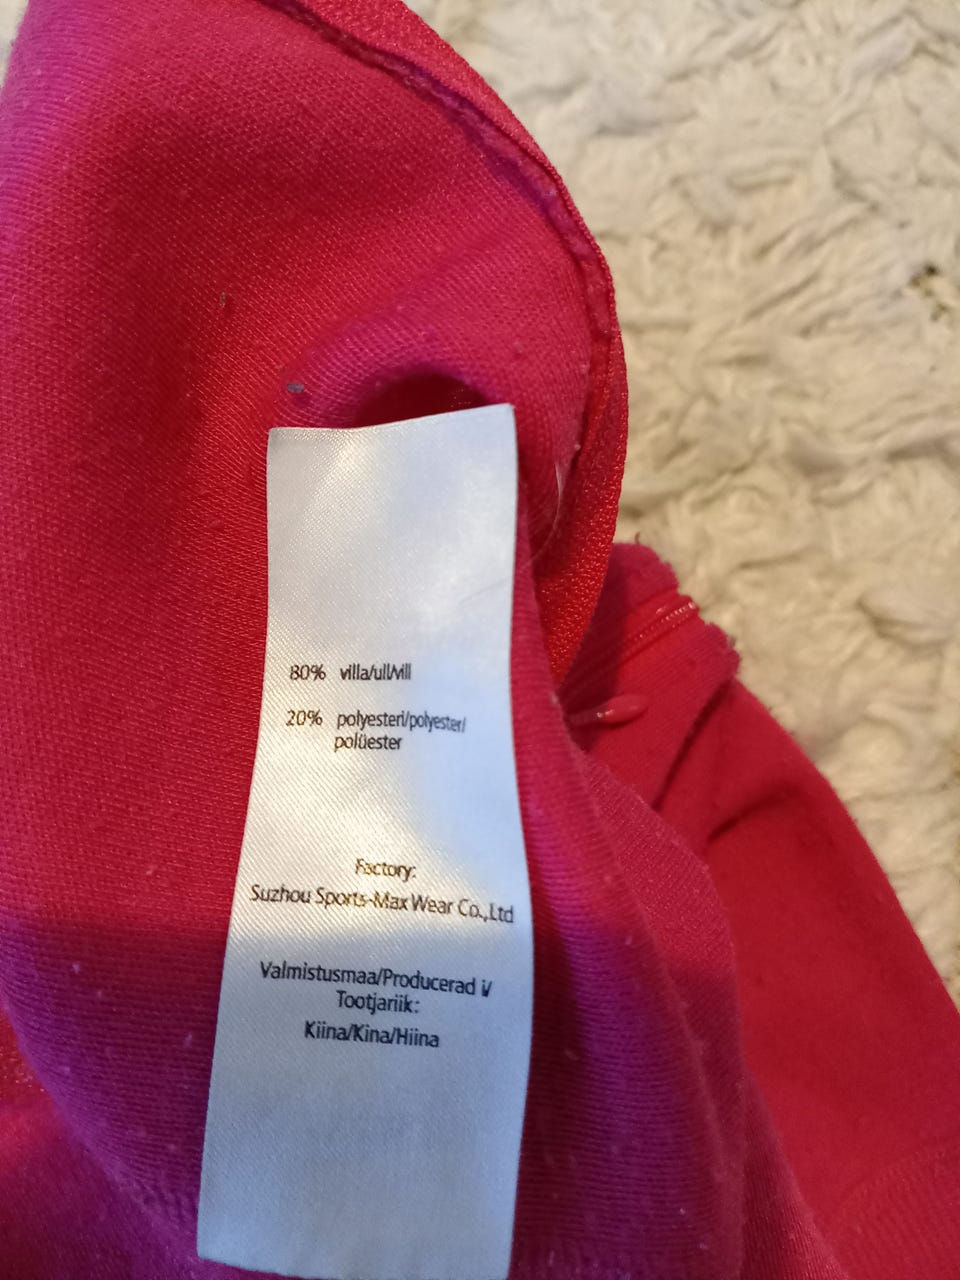 80% villa/ull/vill
20% polyesteri/polyester/
polüester
Factory:
Suzhou Sports-Max Wear Co.,Ltd
Valmistusmaa/Producerad i/
Tootjariik:
Kiina/Kina/Hiina